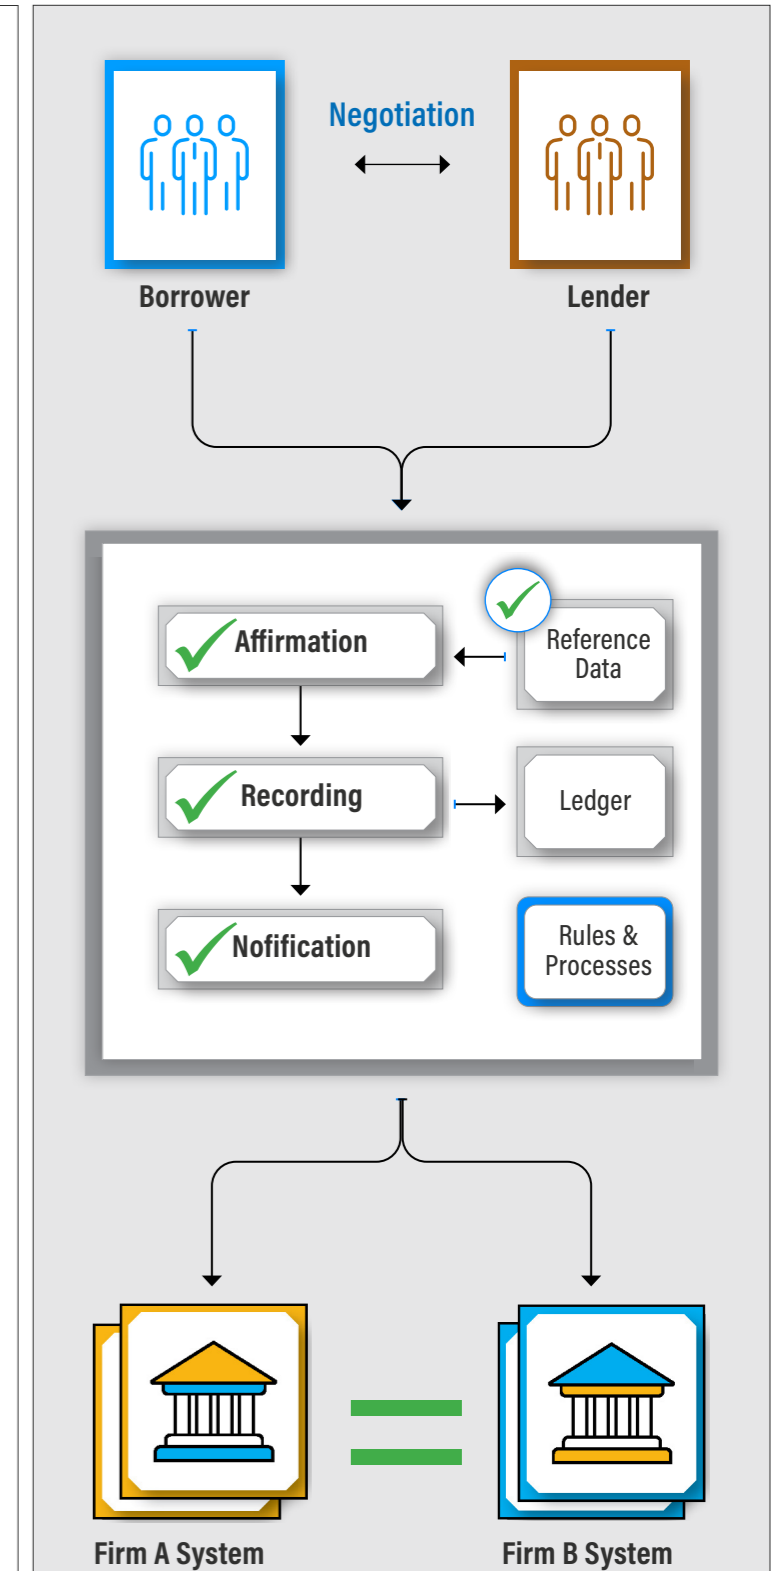 Negotiation
Borrower
Lender
Affirmation
Reference
Data
Recording
Ledger
Nofification
Rules &
Processes
Firm A System
Firm B System